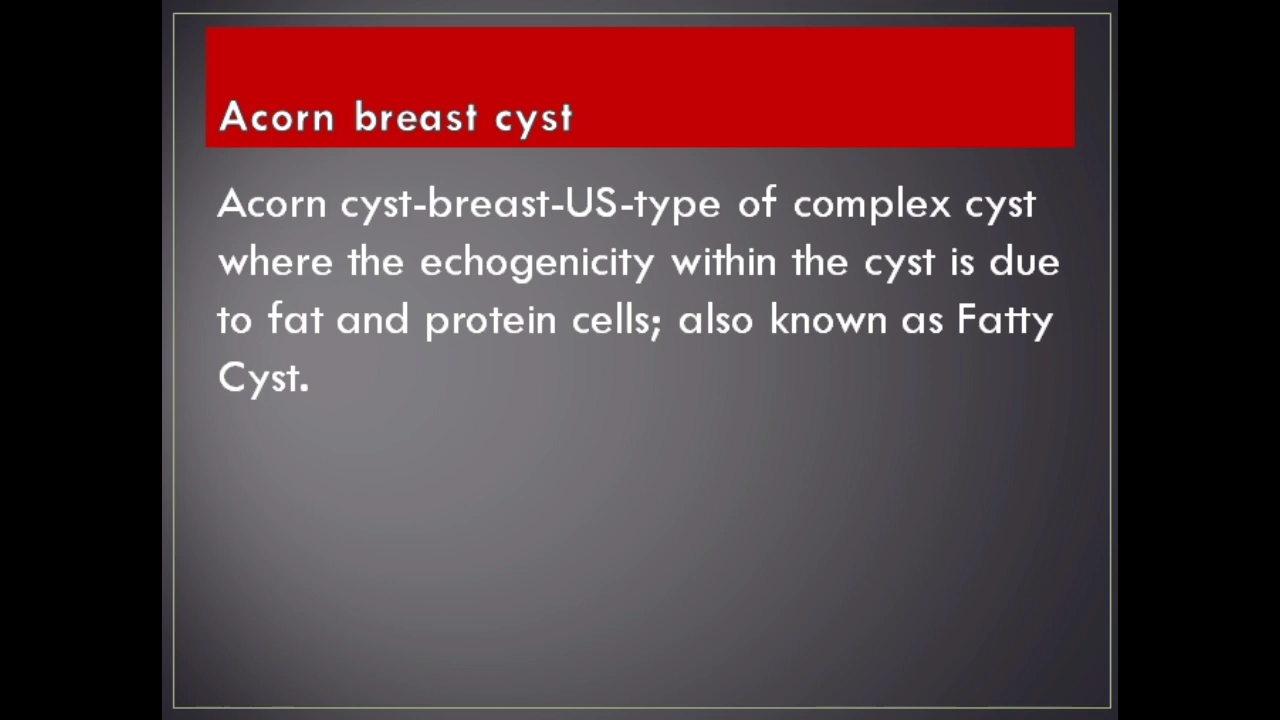 Acorn breast cyst
Acorn cyst-breast-US-type of complex cyst
where the echogenicity within the cyst is due
to fat and protein cells; also known as Fatty
Cyst.